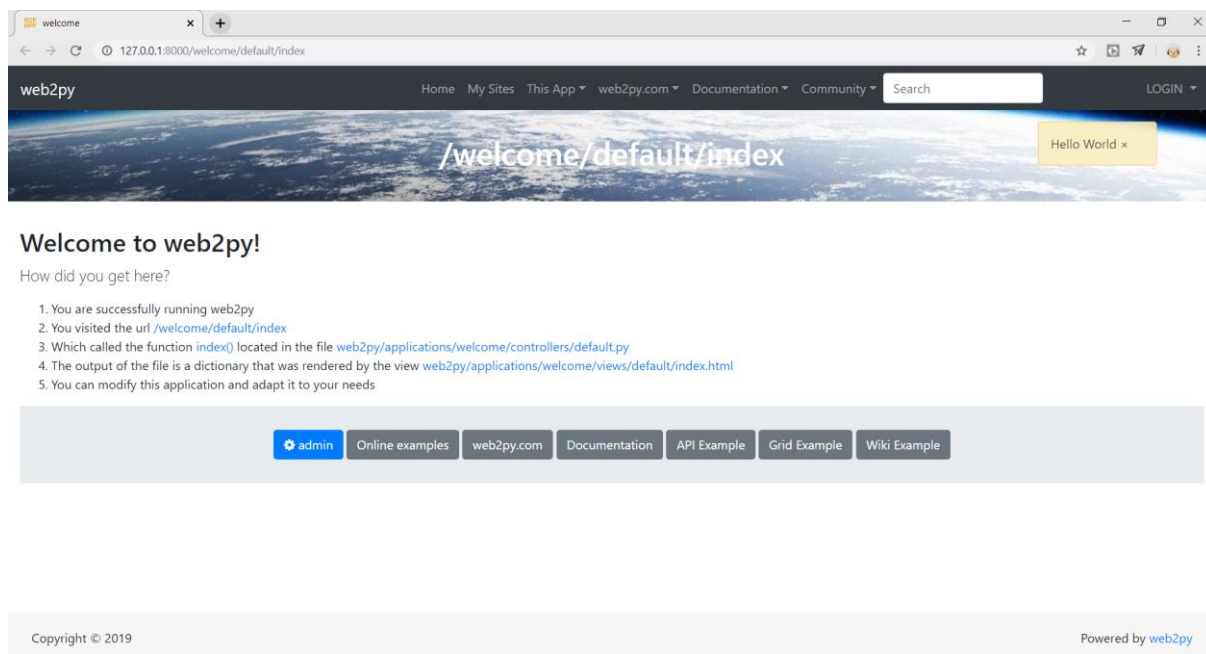 welcome
127.0.0.1:8000/welcome/default/index
web2py Home My Sites This App web2py.com Documentation Community Search LOGIN
/welcome/default/index
Hello World ×
Welcome to web2py!
How did you get here?
1. You are successfully running web2py
2. You visited the url /welcome/default/index
3. Which called the function index() located in the file web2py/applications/welcome/controllers/default.py
4. The output of the file is a dictionary that was rendered by the view web2py/applications/welcome/views/default/index.html
5. You can modify this application and adapt it to your needs
admin Online examples web2py.com Documentation API Example Grid Example Wiki Example
Copyright © 2019 Powered by web2py